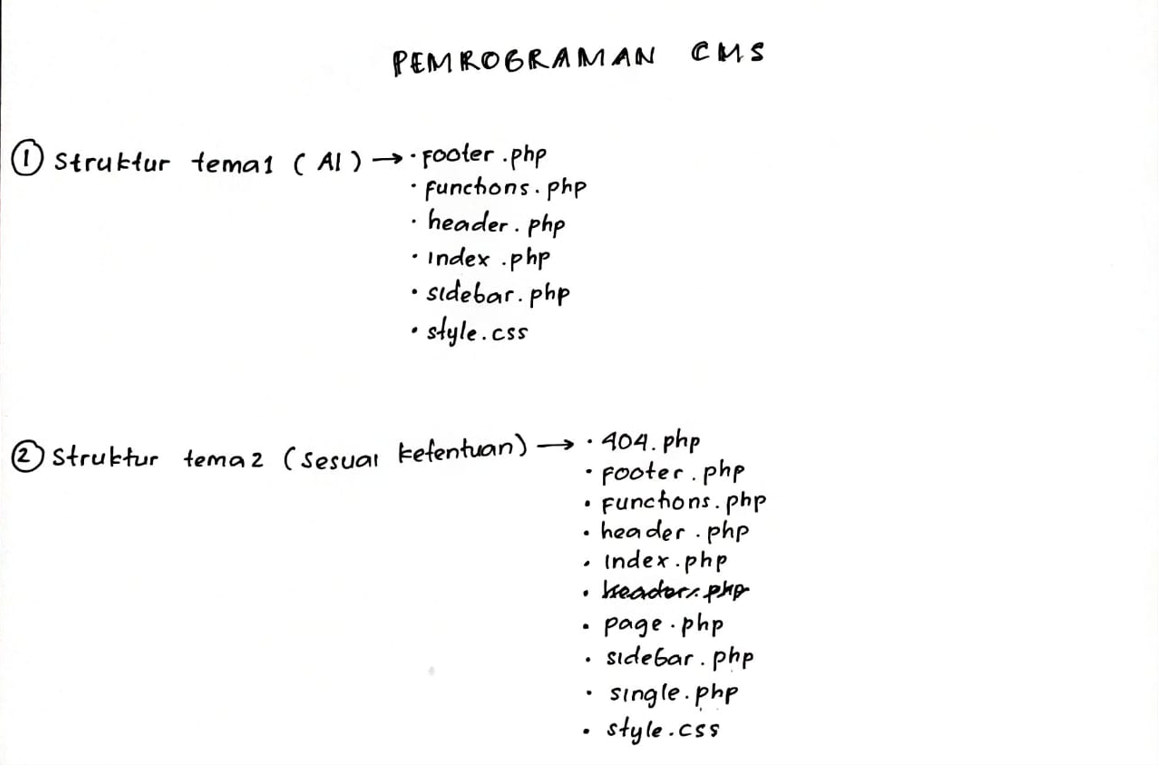 PEMROGRAMAN CMS
① Struktur tema1 (AI) → · footer.php
· functions.php
· header.php
· index.php
· sidebar.php
· style.css
② Struktur tema2 (sesuai ketentuan) → · 404.php
· footer.php
· functions.php
· header.php
· index.php
· header.php
· page.php
· sidebar.php
· single.php
· style.css